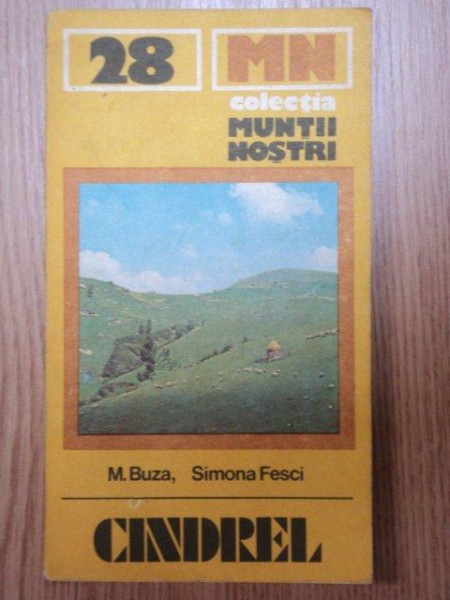 28 MN
colecția
MUNȚII
NOȘTRI
M. Buza, Simona Fesci
CINDREL